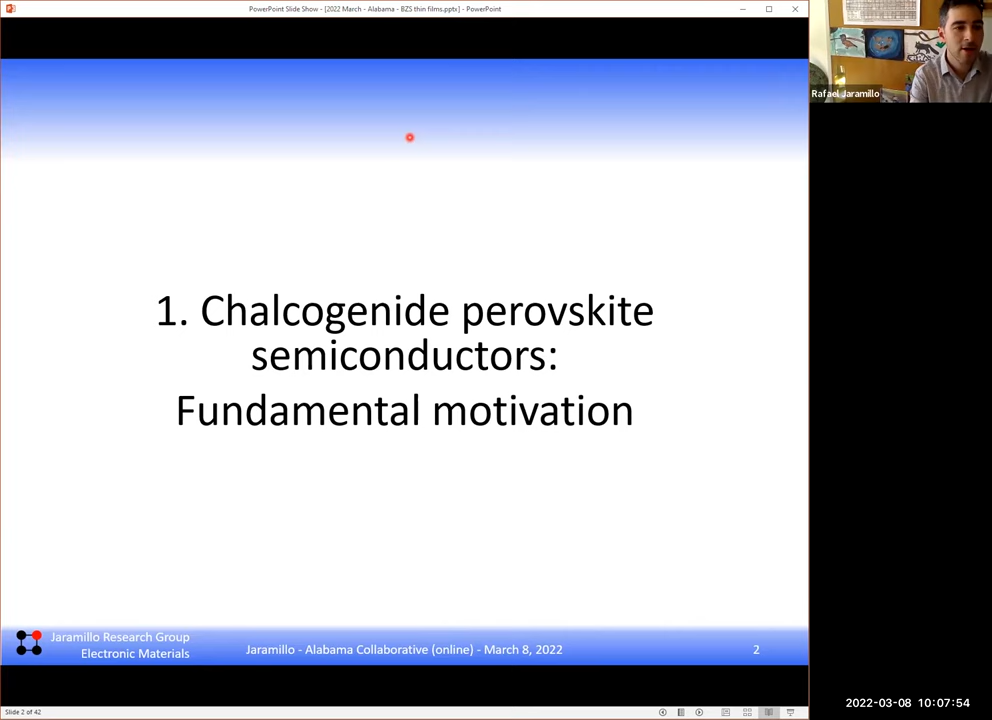 PowerPoint Slide Show - [2022 March - Alabama - BZS thin films.pptx] - PowerPoint
Rafael Jaramillo
1. Chalcogenide perovskite
semiconductors:
Fundamental motivation
Jaramillo Research Group
Electronic Materials
Jaramillo - Alabama Collaborative (online) - March 8, 2022
2
Slide 2 of 42
2022-03-08 10:07:54